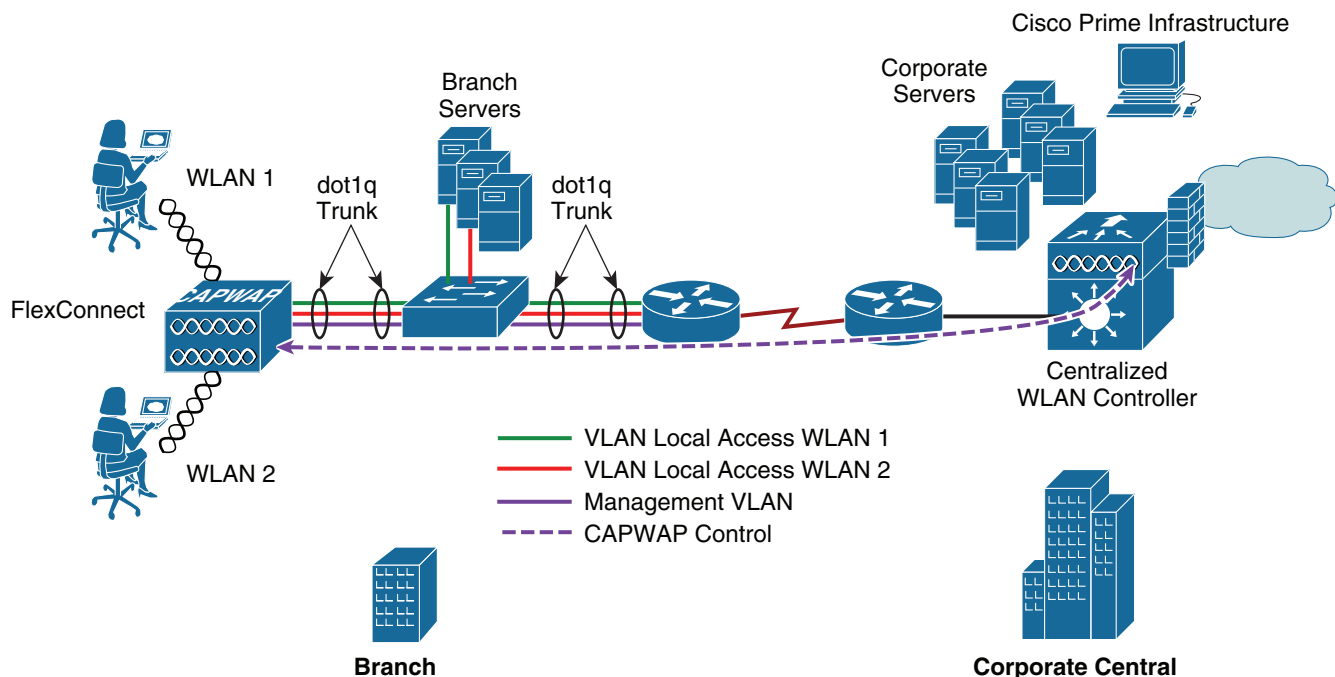 Cisco Prime Infrastructure
Corporate
Servers
Branch
Servers
WLAN 1
dot1q
Trunk
dot1q
Trunk
FlexConnect
CAPWAP
Centralized
WLAN Controller
WLAN 2
VLAN Local Access WLAN 1
VLAN Local Access WLAN 2
Management VLAN
CAPWAP Control
Branch
Corporate Central